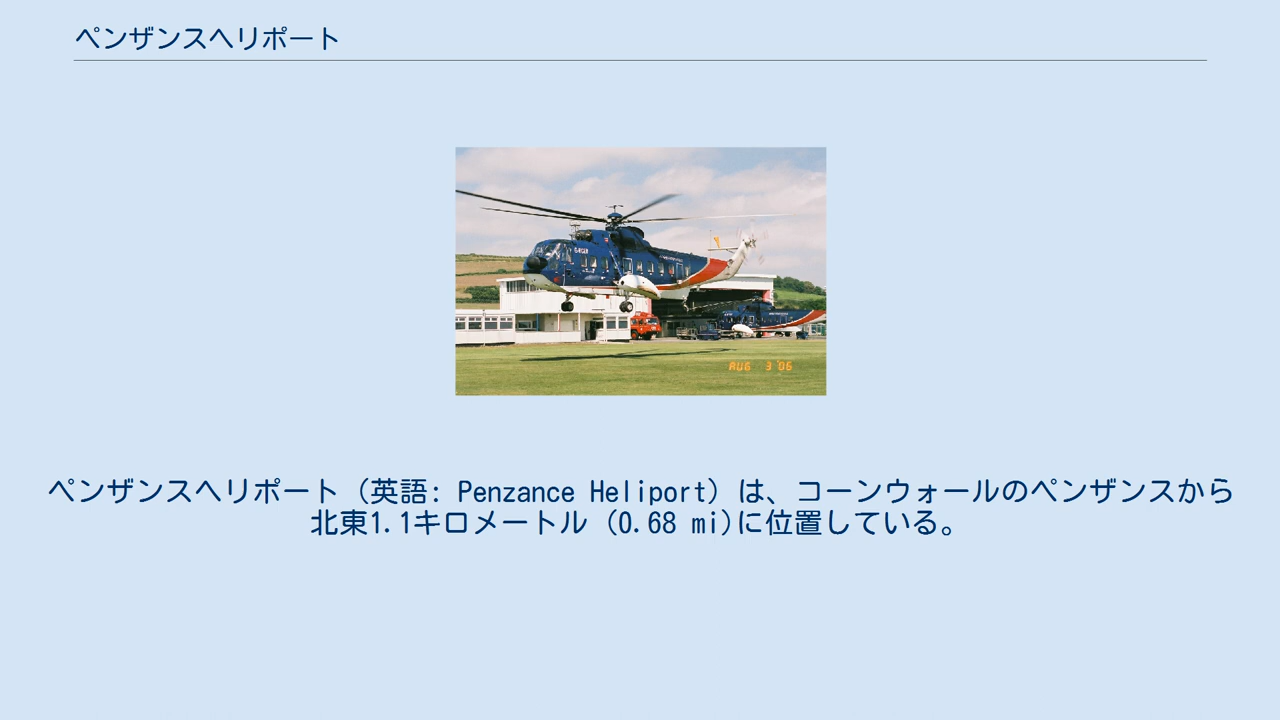 ペンザンスヘリポート
AUG 3 '06
ペンザンスヘリポート（英語: Penzance Heliport）は、コーンウォールのペンザンスから
北東1.1キロメートル (0.68 mi)に位置している。